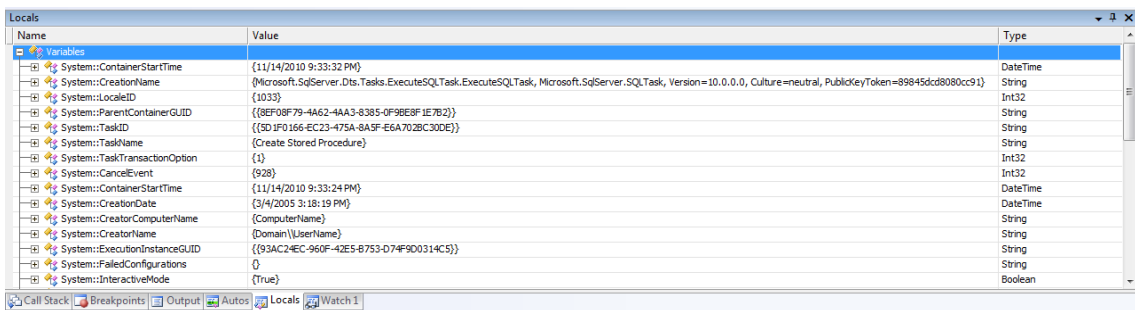 Locals
Name Value Type
Variables
System::ContainerStartTime {11/14/2010 9:33:32 PM} DateTime
System::CreationName {Microsoft.SqlServer.Dts.Tasks.ExecuteSQLTask.ExecuteSQLTask, Microsoft.SqlServer.SQLTask, Version=10.0.0.0, Culture=neutral, PublicKeyToken=89845dcd8080cc91} String
System::LocaleID {1033} Int32
System::ParentContainerGUID {{8EF08F79-4A62-4AA3-8385-0F9BE8F1E7B2}} String
System::TaskID {{5D1F0166-EC23-475A-8A5F-E6A702BC30DE}} String
System::TaskName {Create Stored Procedure} String
System::TaskTransactionOption {1} Int32
System::CancelEvent {928} Int32
System::ContainerStartTime {11/14/2010 9:33:24 PM} DateTime
System::CreationDate {3/4/2005 3:18:19 PM} DateTime
System::CreatorComputerName {ComputerName} String
System::CreatorName {Domain\\UserName} String
System::ExecutionInstanceGUID {{93AC24EC-960F-42E5-B753-D74F9D0314C5}} String
System::FailedConfigurations {} String
System::InteractiveMode {True} Boolean
Call Stack Breakpoints Output Autos Locals Watch 1